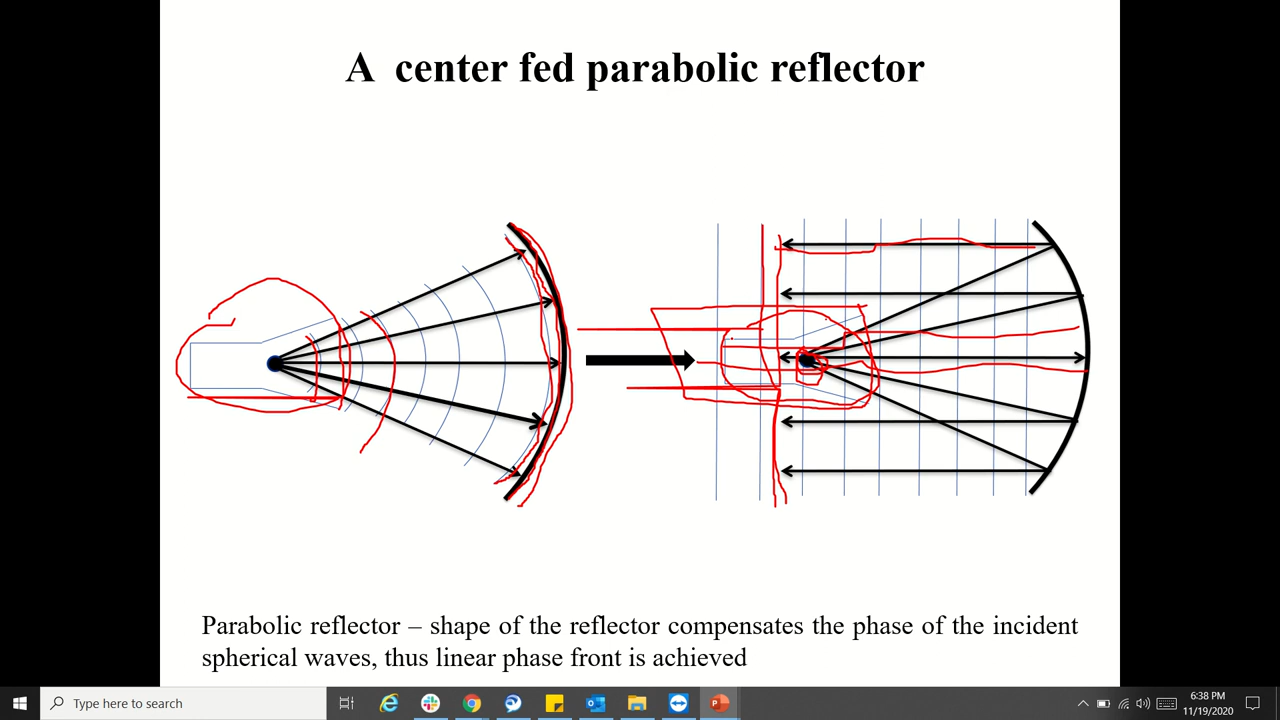 A center fed parabolic reflector
Parabolic reflector – shape of the reflector compensates the phase of the incident
spherical waves, thus linear phase front is achieved
Type here to search
6:38 PM
11/19/2020